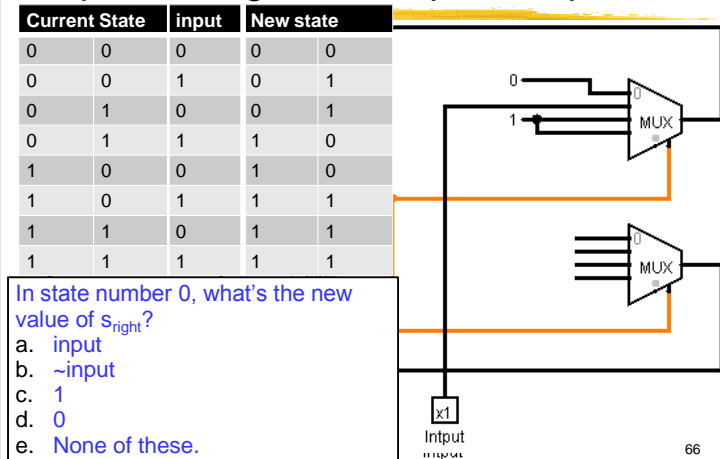 Current State input New state
0 0 0 0 0
0 0 1 0 1
0 1 0 0 1
0 1 1 1 0
1 0 0 1 0
1 0 1 1 1
1 1 0 1 1
1 1 1 1 1
In state number 0, what's the new
value of sright?
a. input
b. ~input
c. 1
d. 0
e. None of these.
0
0
MUX
1
0
MUX
x1
Intput
66